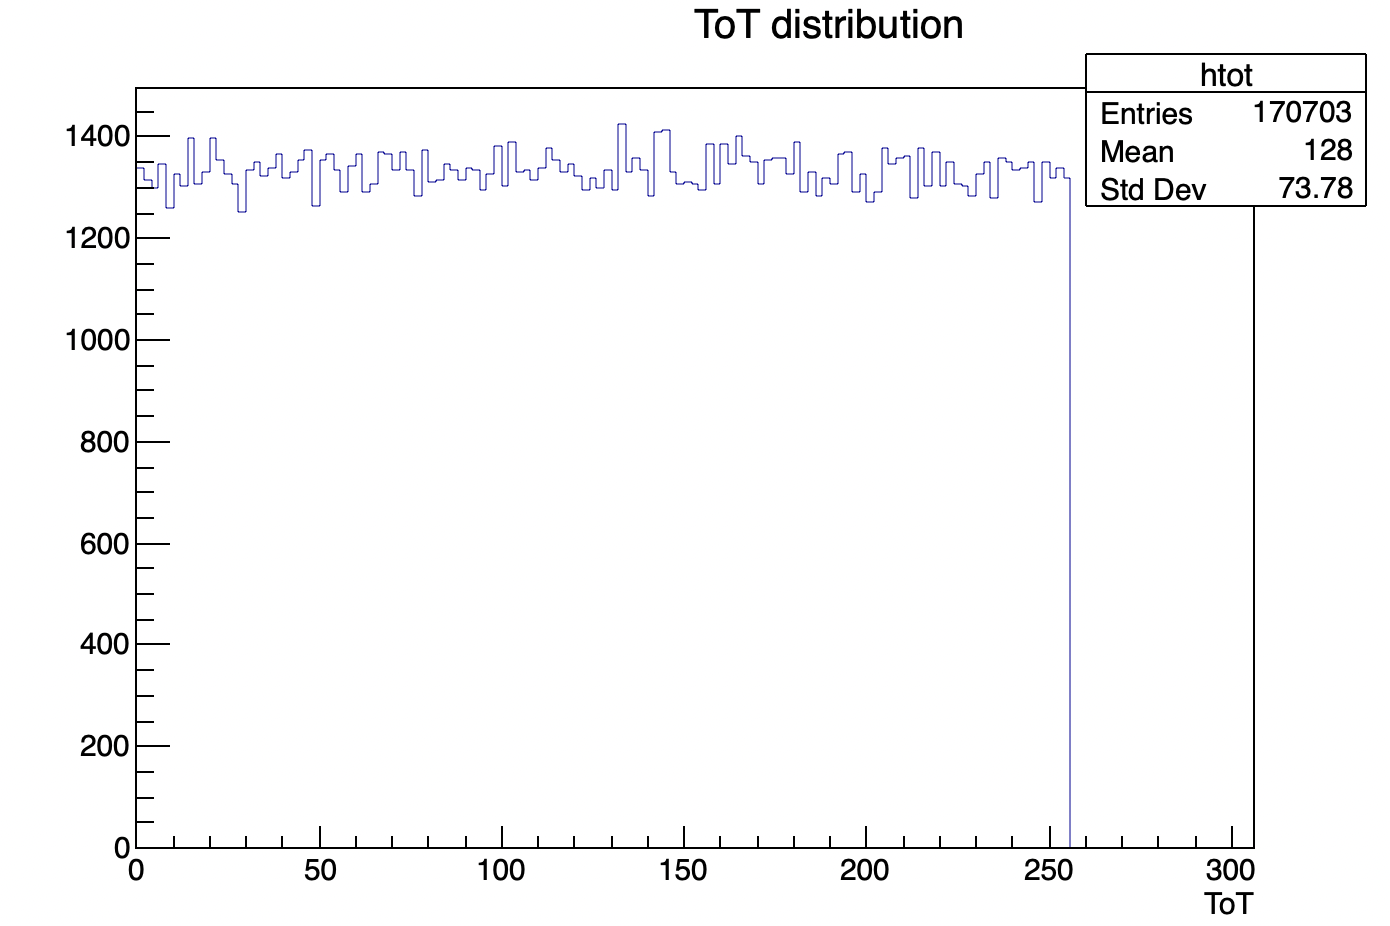 ToT distribution
htot
Entries 170703
Mean 128
Std Dev 73.78
1400
1200
1000
800
600
400
200
0
0 50 100 150 200 250 300
ToT